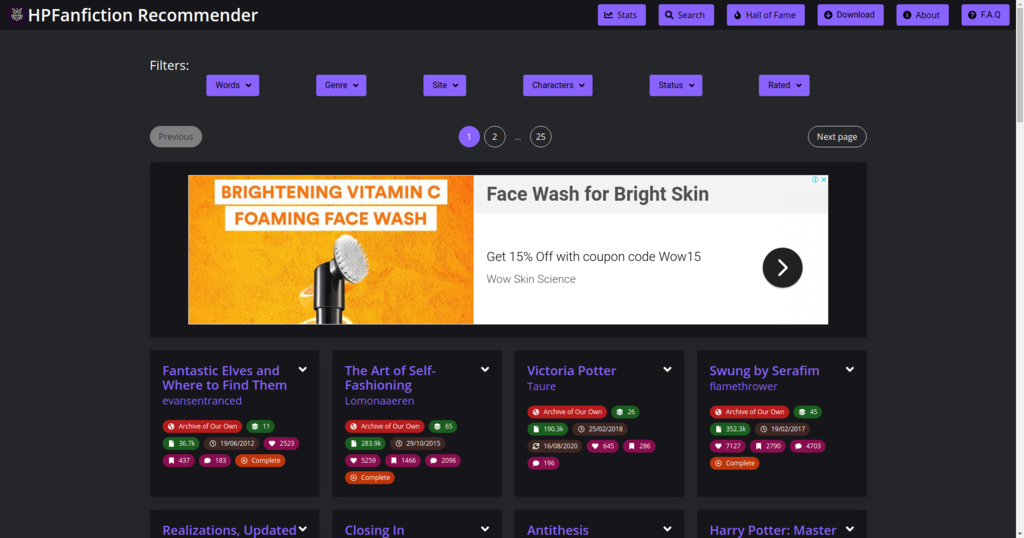 HPFanfiction Recommender
Stats
Search
Hall of Fame
Download
About
F.A.Q
Filters:
Words
Genre
Site
Characters
Status
Rated
Previous
1
2
...
25
Next page
BRIGHTENING VITAMIN C
FOAMING FACE WASH
Face Wash for Bright Skin
Get 15% Off with coupon code Wow15
Wow Skin Science
Fantastic Elves and
Where to Find Them
evansentranced
Archive of Our Own 11
36.7k 19/06/2012 2523
437 183 Complete
The Art of Self-
Fashioning
Lomonaaeren
Archive of Our Own 65
283.9k 29/10/2015
5259 1466 2096
Complete
Victoria Potter
Taure
Archive of Our Own 26
190.3k 25/02/2018
16/08/2020 645 286
196
Swung by Serafim
flamethrower
Archive of Our Own 45
352.3k 19/02/2017
7127 2790 4703
Complete
Realizations, Updated
Closing In
Antithesis
Harry Potter: Master